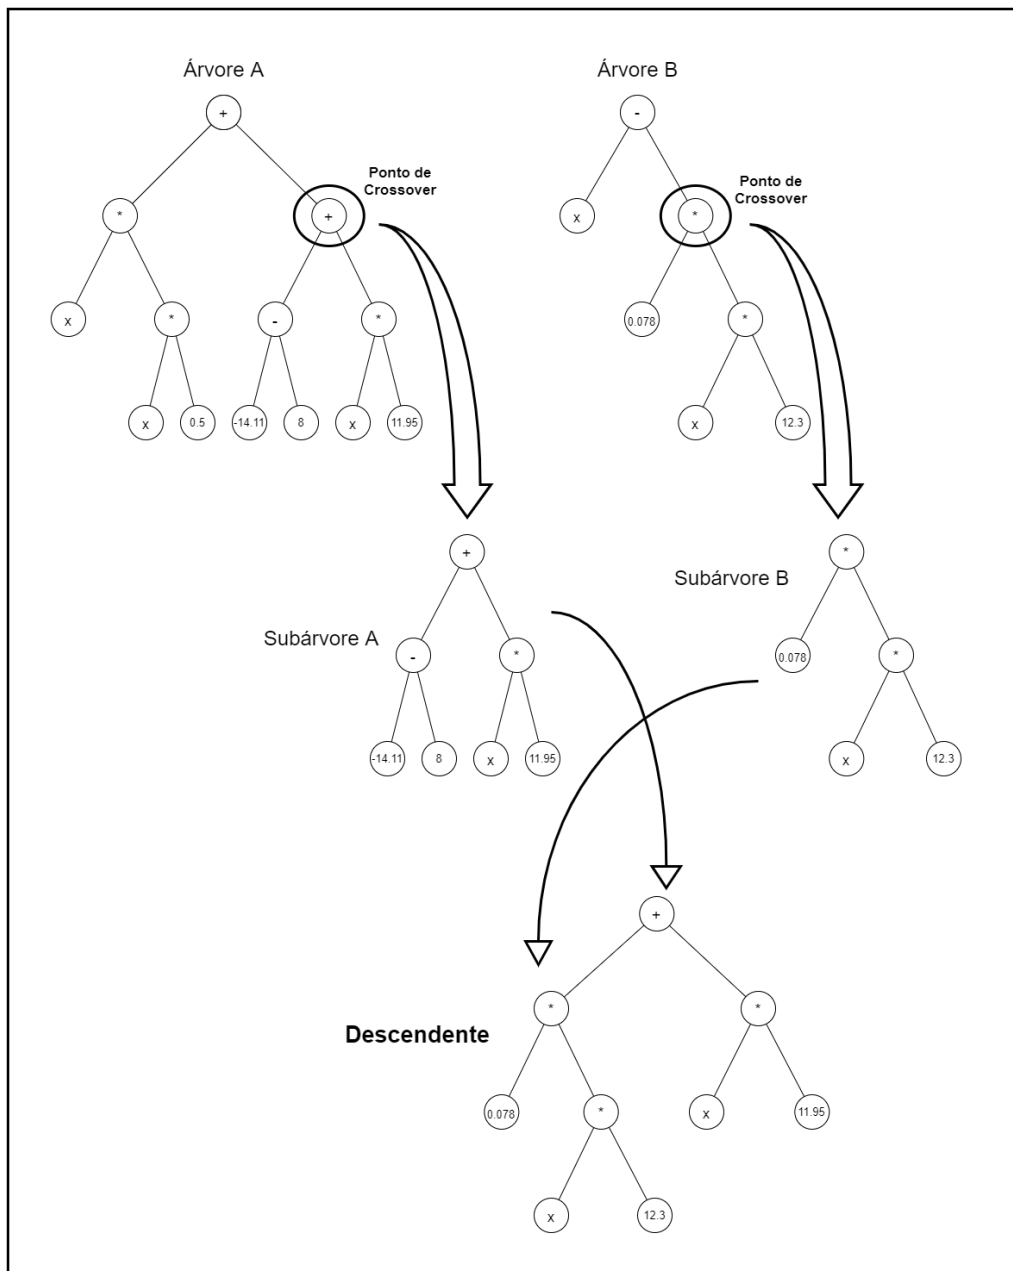 Árvore A
Árvore B
+
-
Ponto de
Crossover
Ponto de
Crossover
*
+
x
*
x
*
-
*
0.078
*
x
0.5
-14.11
8
x
11.95
x
12.3
+
*
Subárvore B
Subárvore A
-
*
0.078
*
-14.11
8
x
11.95
x
12.3
+
*
*
Descendente
0.078
*
x
11.95
x
12.3